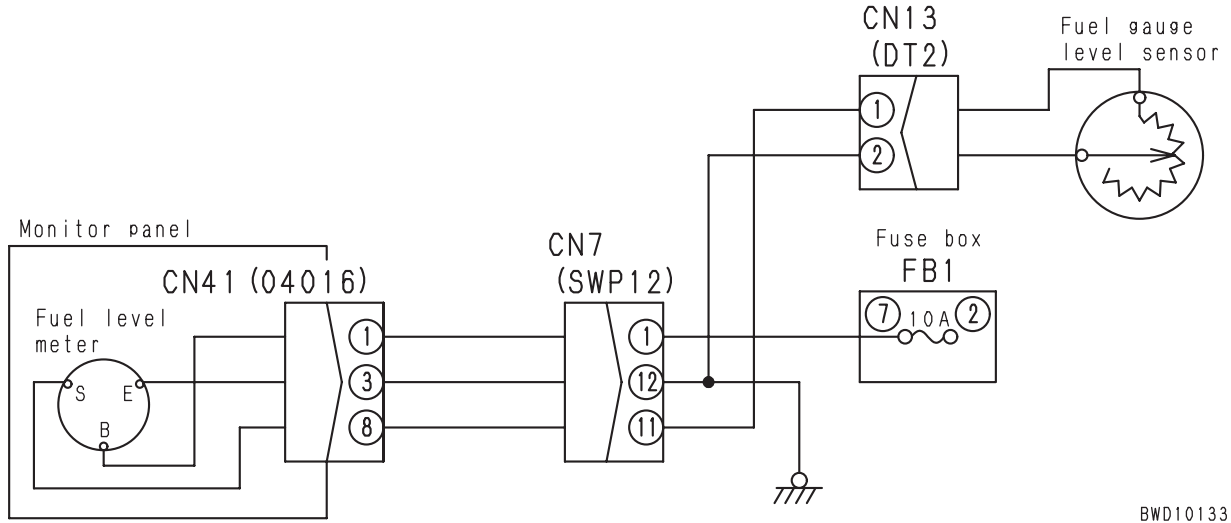 CN13
(DT2)
Fuel gauge
level sensor
1
2
Monitor panel
CN41 (04016)
CN7
(SWP12)
Fuse box
FB1
7
10A
2
Fuel level
meter
S
E
B
1
3
8
1
12
11
BWD10133